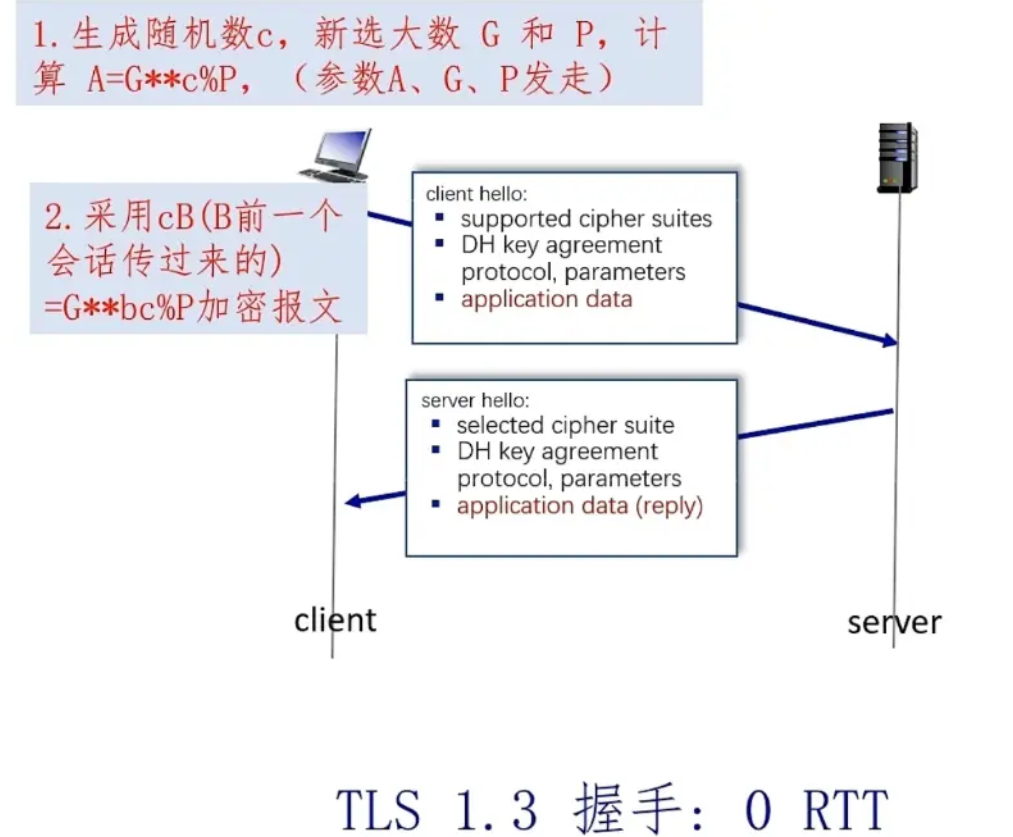 1.生成随机数c，新选大数 G 和 P，计
算 A=G**c%P，（参数A、G、P发走）
2.采用cB(B前一个
会话传过来的)
=G**bc%P加密报文
client hello:
▪ supported cipher suites
▪ DH key agreement
protocol, parameters
▪ application data
server hello:
▪ selected cipher suite
▪ DH key agreement
protocol, parameters
▪ application data (reply)
client
server
TLS 1.3 握手: 0 RTT